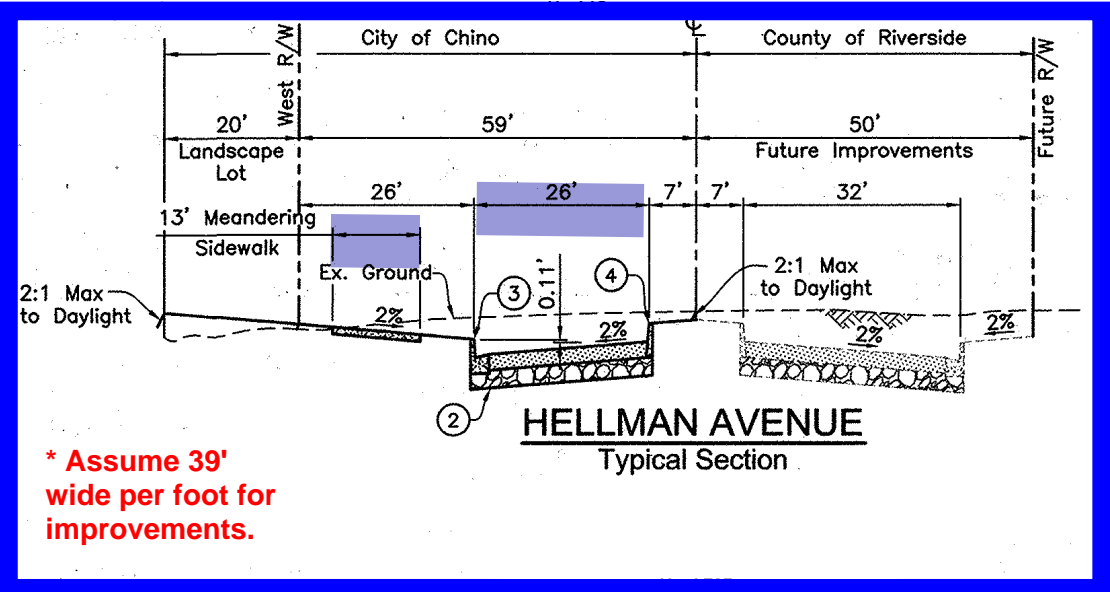 City of Chino
℄
County of Riverside
West R/W
Future R/W
20'
59'
50'
Landscape
Lot
Future Improvements
26'
26'
7'
7'
32'
13' Meandering
Sidewalk
Ex. Ground
3
0.11'
4
2:1 Max
to Daylight
2:1 Max
to Daylight
2%
2%
2%
2%
2
HELLMAN AVENUE
Typical Section
* Assume 39'
wide per foot for
improvements.